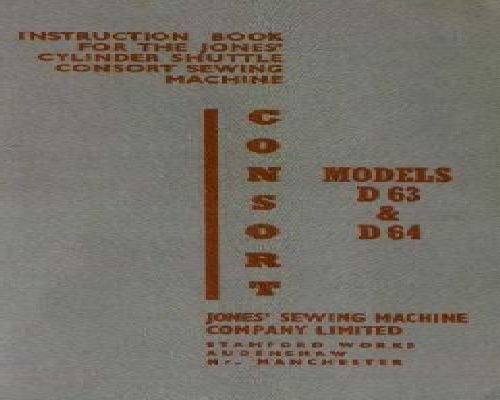 INSTRUCTION BOOK
FOR THE JONES'
CYLINDER SHUTTLE
CONSORT SEWING
MACHINE
CONSORT
MODELS
D 63
&
D 64
JONES' SEWING MACHINE
COMPANY LIMITED
STAMFORD WORKS
AUDENSHAW
Nr. MANCHESTER